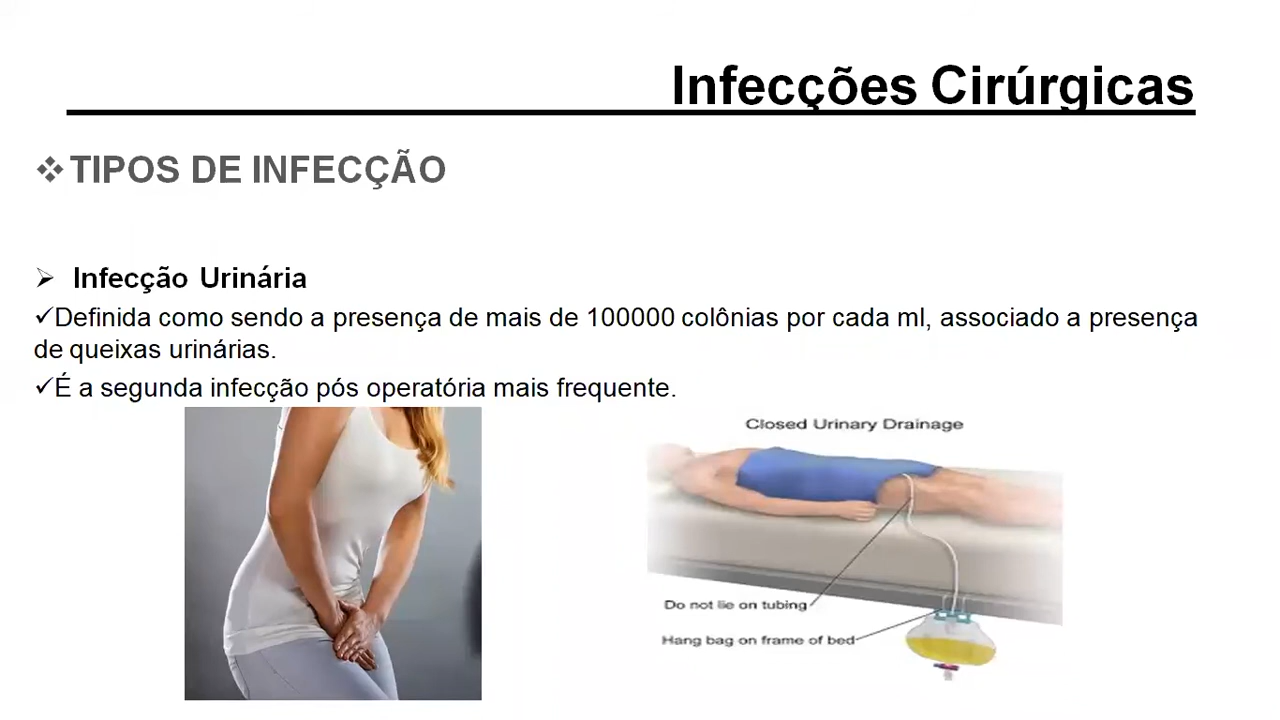 Infecções Cirúrgicas
TIPOS DE INFECÇÃO
Infecção Urinária
Definida como sendo a presença de mais de 100000 colônias por cada ml, associado a presença
de queixas urinárias.
É a segunda infecção pós operatória mais frequente.
Closed Urinary Drainage
Do not lie on tubing
Hang bag on frame of bed